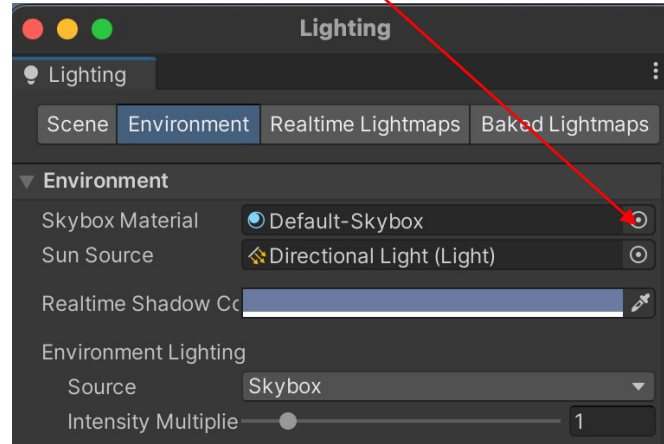 Lighting
Lighting
Scene Environment Realtime Lightmaps Baked Lightmaps
Environment
Skybox Material Default-Skybox
Sun Source Directional Light (Light)
Realtime Shadow Co
Environment Lighting
Source Skybox
Intensity Multiplie 1